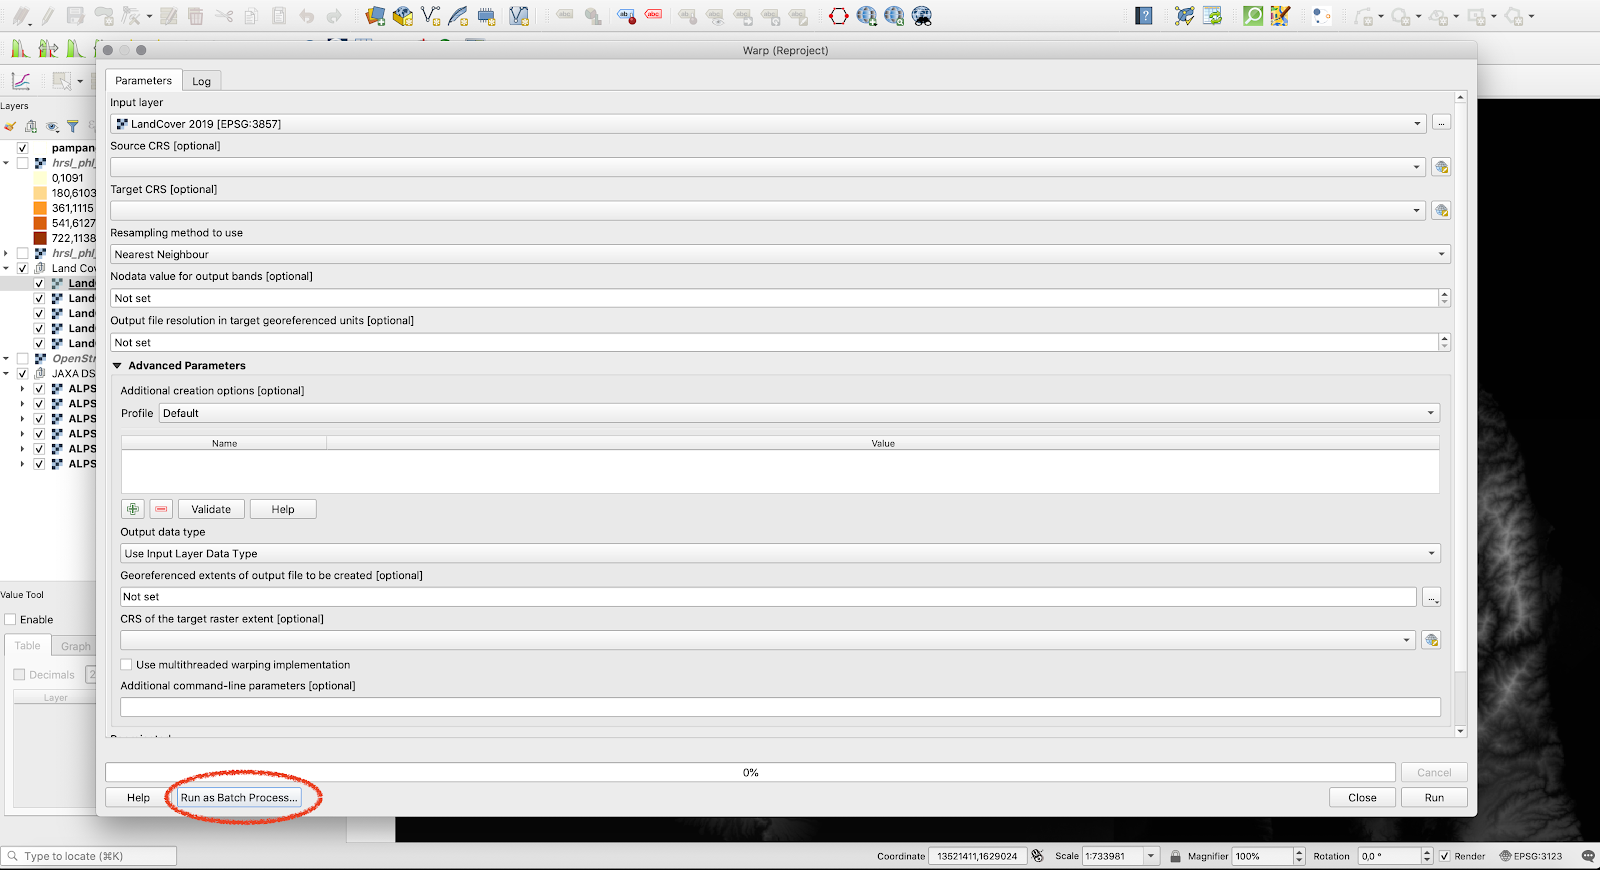 Warp (Reproject)
Parameters
Log
Layers
Input layer
LandCover 2019 [EPSG:3857]
...
Source CRS [optional]
Target CRS [optional]
Resampling method to use
Nearest Neighbour
Nodata value for output bands [optional]
Not set
Output file resolution in target georeferenced units [optional]
Not set
Advanced Parameters
Additional creation options [optional]
Profile Default
Name Value
Validate Help
Output data type
Use Input Layer Data Type
Georeferenced extents of output file to be created [optional]
Not set
...
CRS of the target raster extent [optional]
Use multithreaded warping implementation
Additional command-line parameters [optional]
0% Cancel
Help Run as Batch Process... Close Run
pampan
hrsl_phl
0,1091
180,6103
361,1115
541,6127
722,1138
hrsl_phl
Land Cov
Land
Land
Land
Land
Land
OpenStr
JAXA DS
ALPS
ALPS
ALPS
ALPS
ALPS
ALPS
Value Tool
Enable
Table Graph
Decimals 2
Layer
Type to locate (⌘K)
Coordinate 13521411,1629024 Scale 1:733981 Magnifier 100% Rotation 0,0 ° Render EPSG:3123